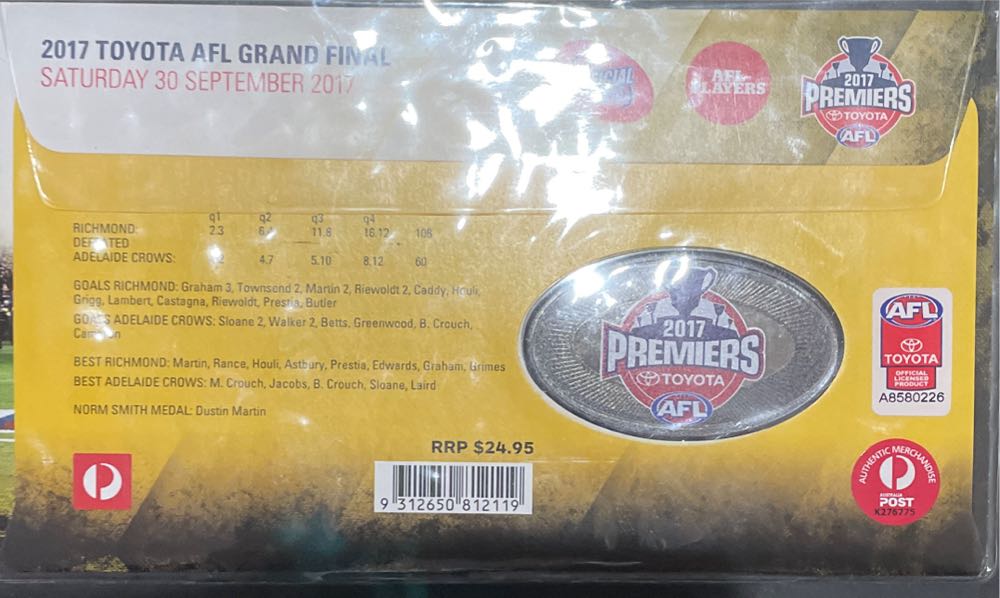 2017 TOYOTA AFL GRAND FINAL
SATURDAY 30 SEPTEMBER 2017
AFL
PLAYERS
2017
PREMIERS
TOYOTA
AFL
q1 q2 q3 q4
RICHMOND: 2.3 11.8 16.12 108
DEFEATED
ADELAIDE CROWS: 4.7 5.10 8.12 60
GOALS RICHMOND: Graham 3, Townsend 2, Martin 2, Riewoldt 2, Caddy, Houli,
Grigg, Lambert, Castagna, Riewoldt, Prestia, Butler
GOALS ADELAIDE CROWS: Sloane 2, Walker 2, Betts, Greenwood, B. Crouch,
Cameron
BEST RICHMOND: Martin, Rance, Houli, Astbury, Prestia, Edwards, Graham, Grimes
BEST ADELAIDE CROWS: M. Crouch, Jacobs, B. Crouch, Sloane, Laird
NORM SMITH MEDAL: Dustin Martin
2017
PREMIERS
TOYOTA
AFL
AFL
TOYOTA
OFFICIAL
LICENSED
PRODUCT
A8580226
RRP $24.95
9 312650 812119
AUTHENTIC MERCHANDISE
AUSTRALIA
POST
K276775